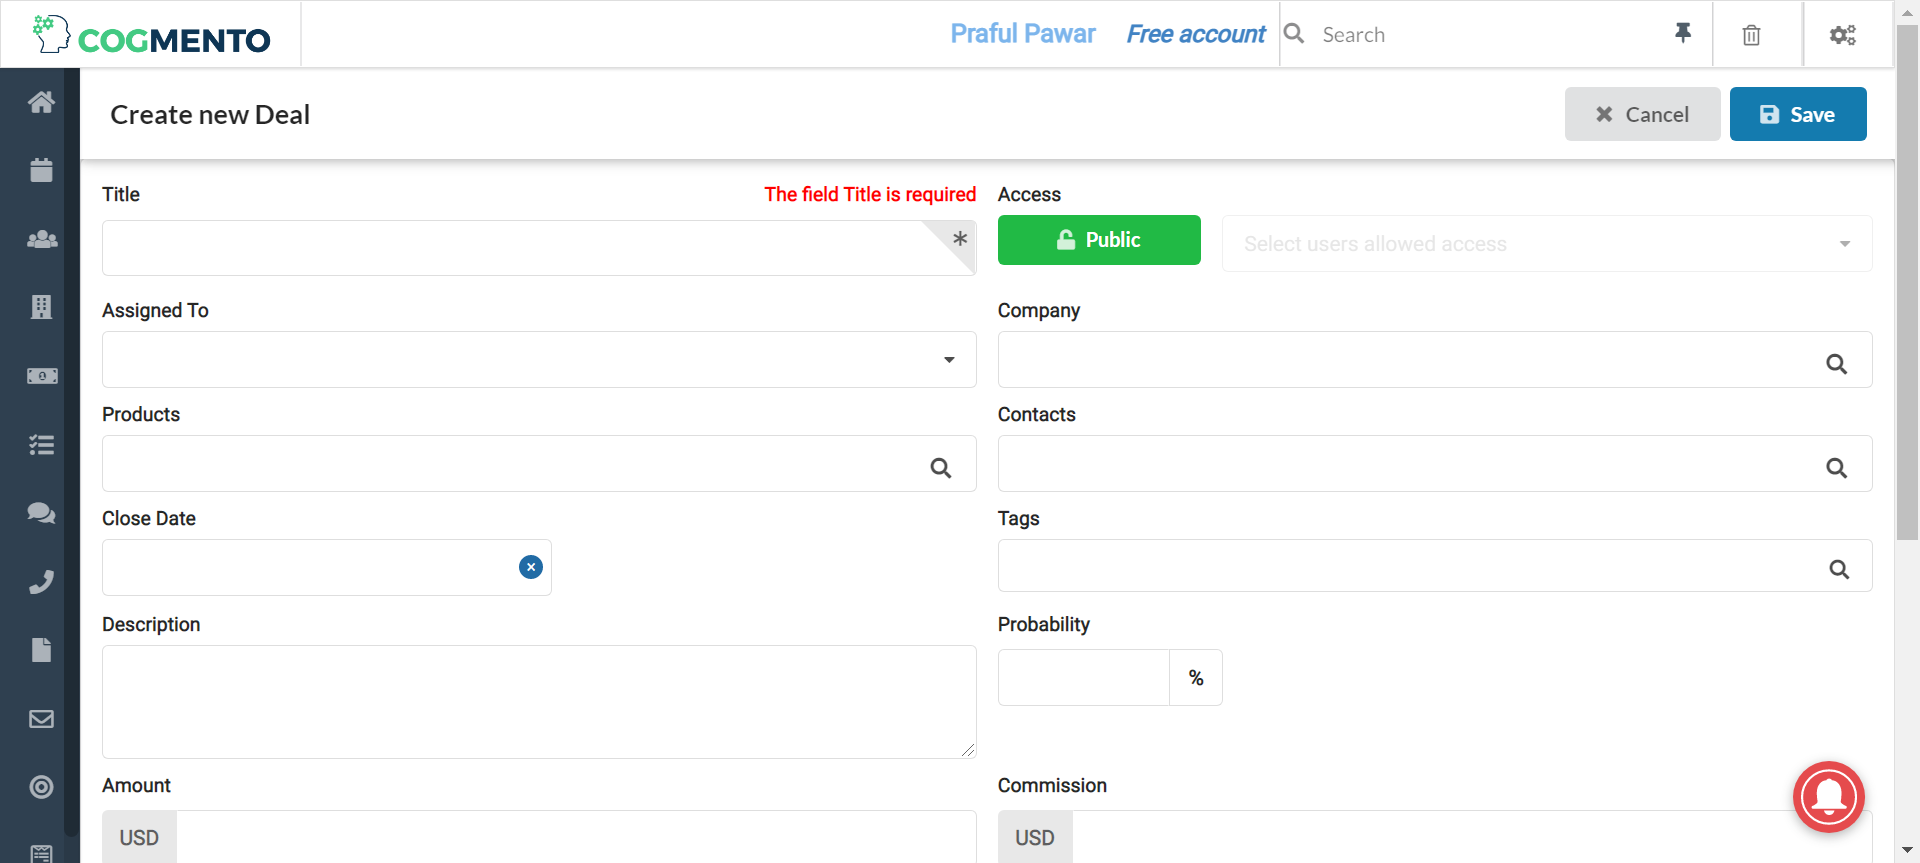 COGMENTO
Praful Pawar Free account Search
Create new Deal
Cancel Save
Title The field Title is required Access
* Public Select users allowed access
Assigned To Company
Products Contacts
Close Date Tags
Description Probability
%
Amount Commission
USD USD